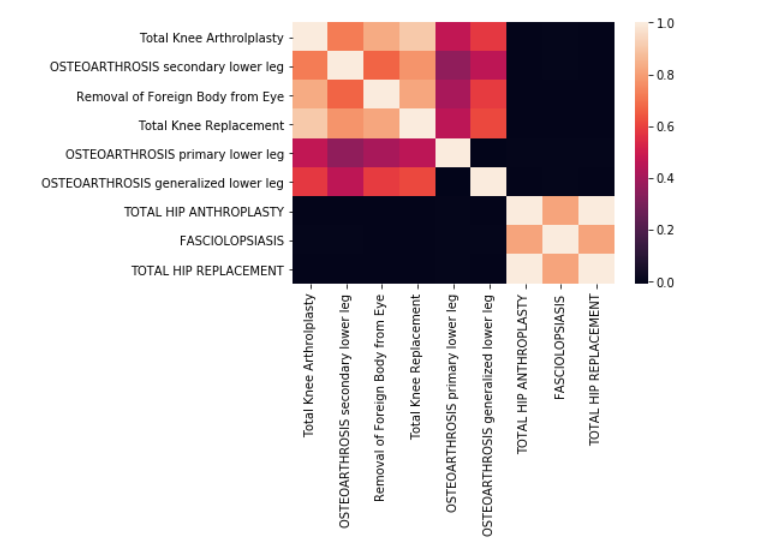 Total Knee Arthrolplasty
OSTEOARTHROSIS secondary lower leg
Removal of Foreign Body from Eye
Total Knee Replacement
OSTEOARTHROSIS primary lower leg
OSTEOARTHROSIS generalized lower leg
TOTAL HIP ANTHROPLASTY
FASCIOLOPSIASIS
TOTAL HIP REPLACEMENT
1.0
0.8
0.6
0.4
0.2
0.0
Total Knee Arthrolplasty
OSTEOARTHROSIS secondary lower leg
Removal of Foreign Body from Eye
Total Knee Replacement
OSTEOARTHROSIS primary lower leg
OSTEOARTHROSIS generalized lower leg
TOTAL HIP ANTHROPLASTY
FASCIOLOPSIASIS
TOTAL HIP REPLACEMENT